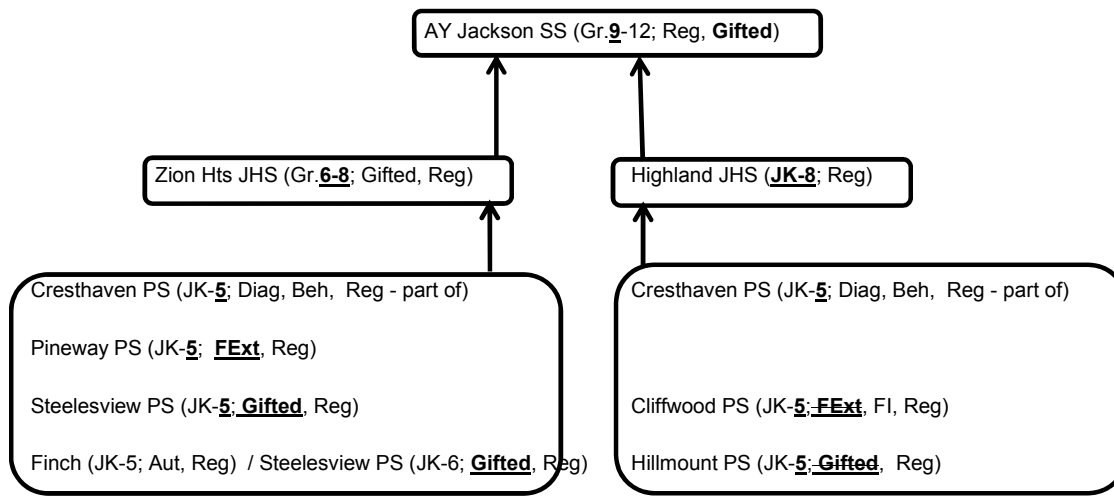 AY Jackson SS (Gr.9-12; Reg, Gifted)
Zion Hts JHS (Gr.6-8; Gifted, Reg)
Highland JHS (JK-8; Reg)
Cresthaven PS (JK-5; Diag, Beh, Reg - part of)
Pineway PS (JK-5; FExt, Reg)
Steelesview PS (JK-5; Gifted, Reg)
Finch (JK-5; Aut, Reg) / Steelesview PS (JK-6; Gifted, Reg)
Cresthaven PS (JK-5; Diag, Beh, Reg - part of)
Cliffwood PS (JK-5; FExt, FI, Reg)
Hillmount PS (JK-5; Gifted, Reg)